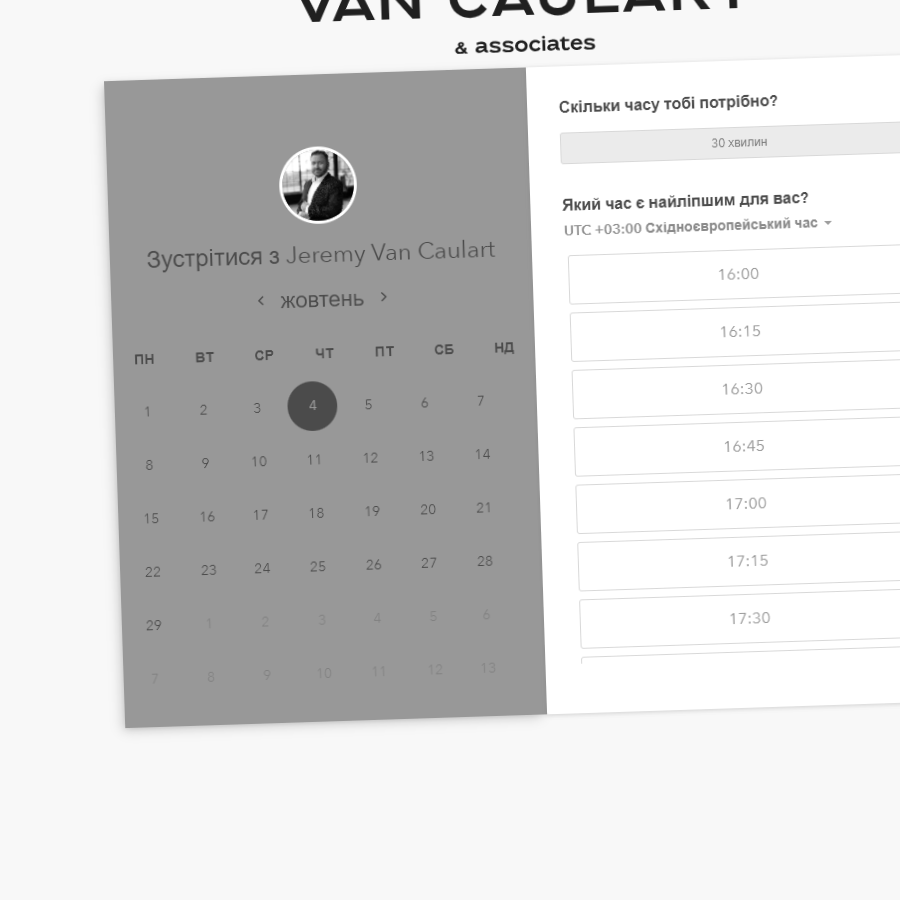 VAN CAULART
& associates
Зустрітися з Jeremy Van Caulart
жовтень
ПН ВТ СР ЧТ ПТ СБ НД
1 2 3 4 5 6 7
8 9 10 11 12 13 14
15 16 17 18 19 20 21
22 23 24 25 26 27 28
29 1 2 3 4 5 6
7 8 9 10 11 12 13
Скільки часу тобі потрібно?
30 хвилин
Який час є найліпшим для вас?
UTC +03:00 Східноєвропейський час
16:00
16:15
16:30
16:45
17:00
17:15
17:30